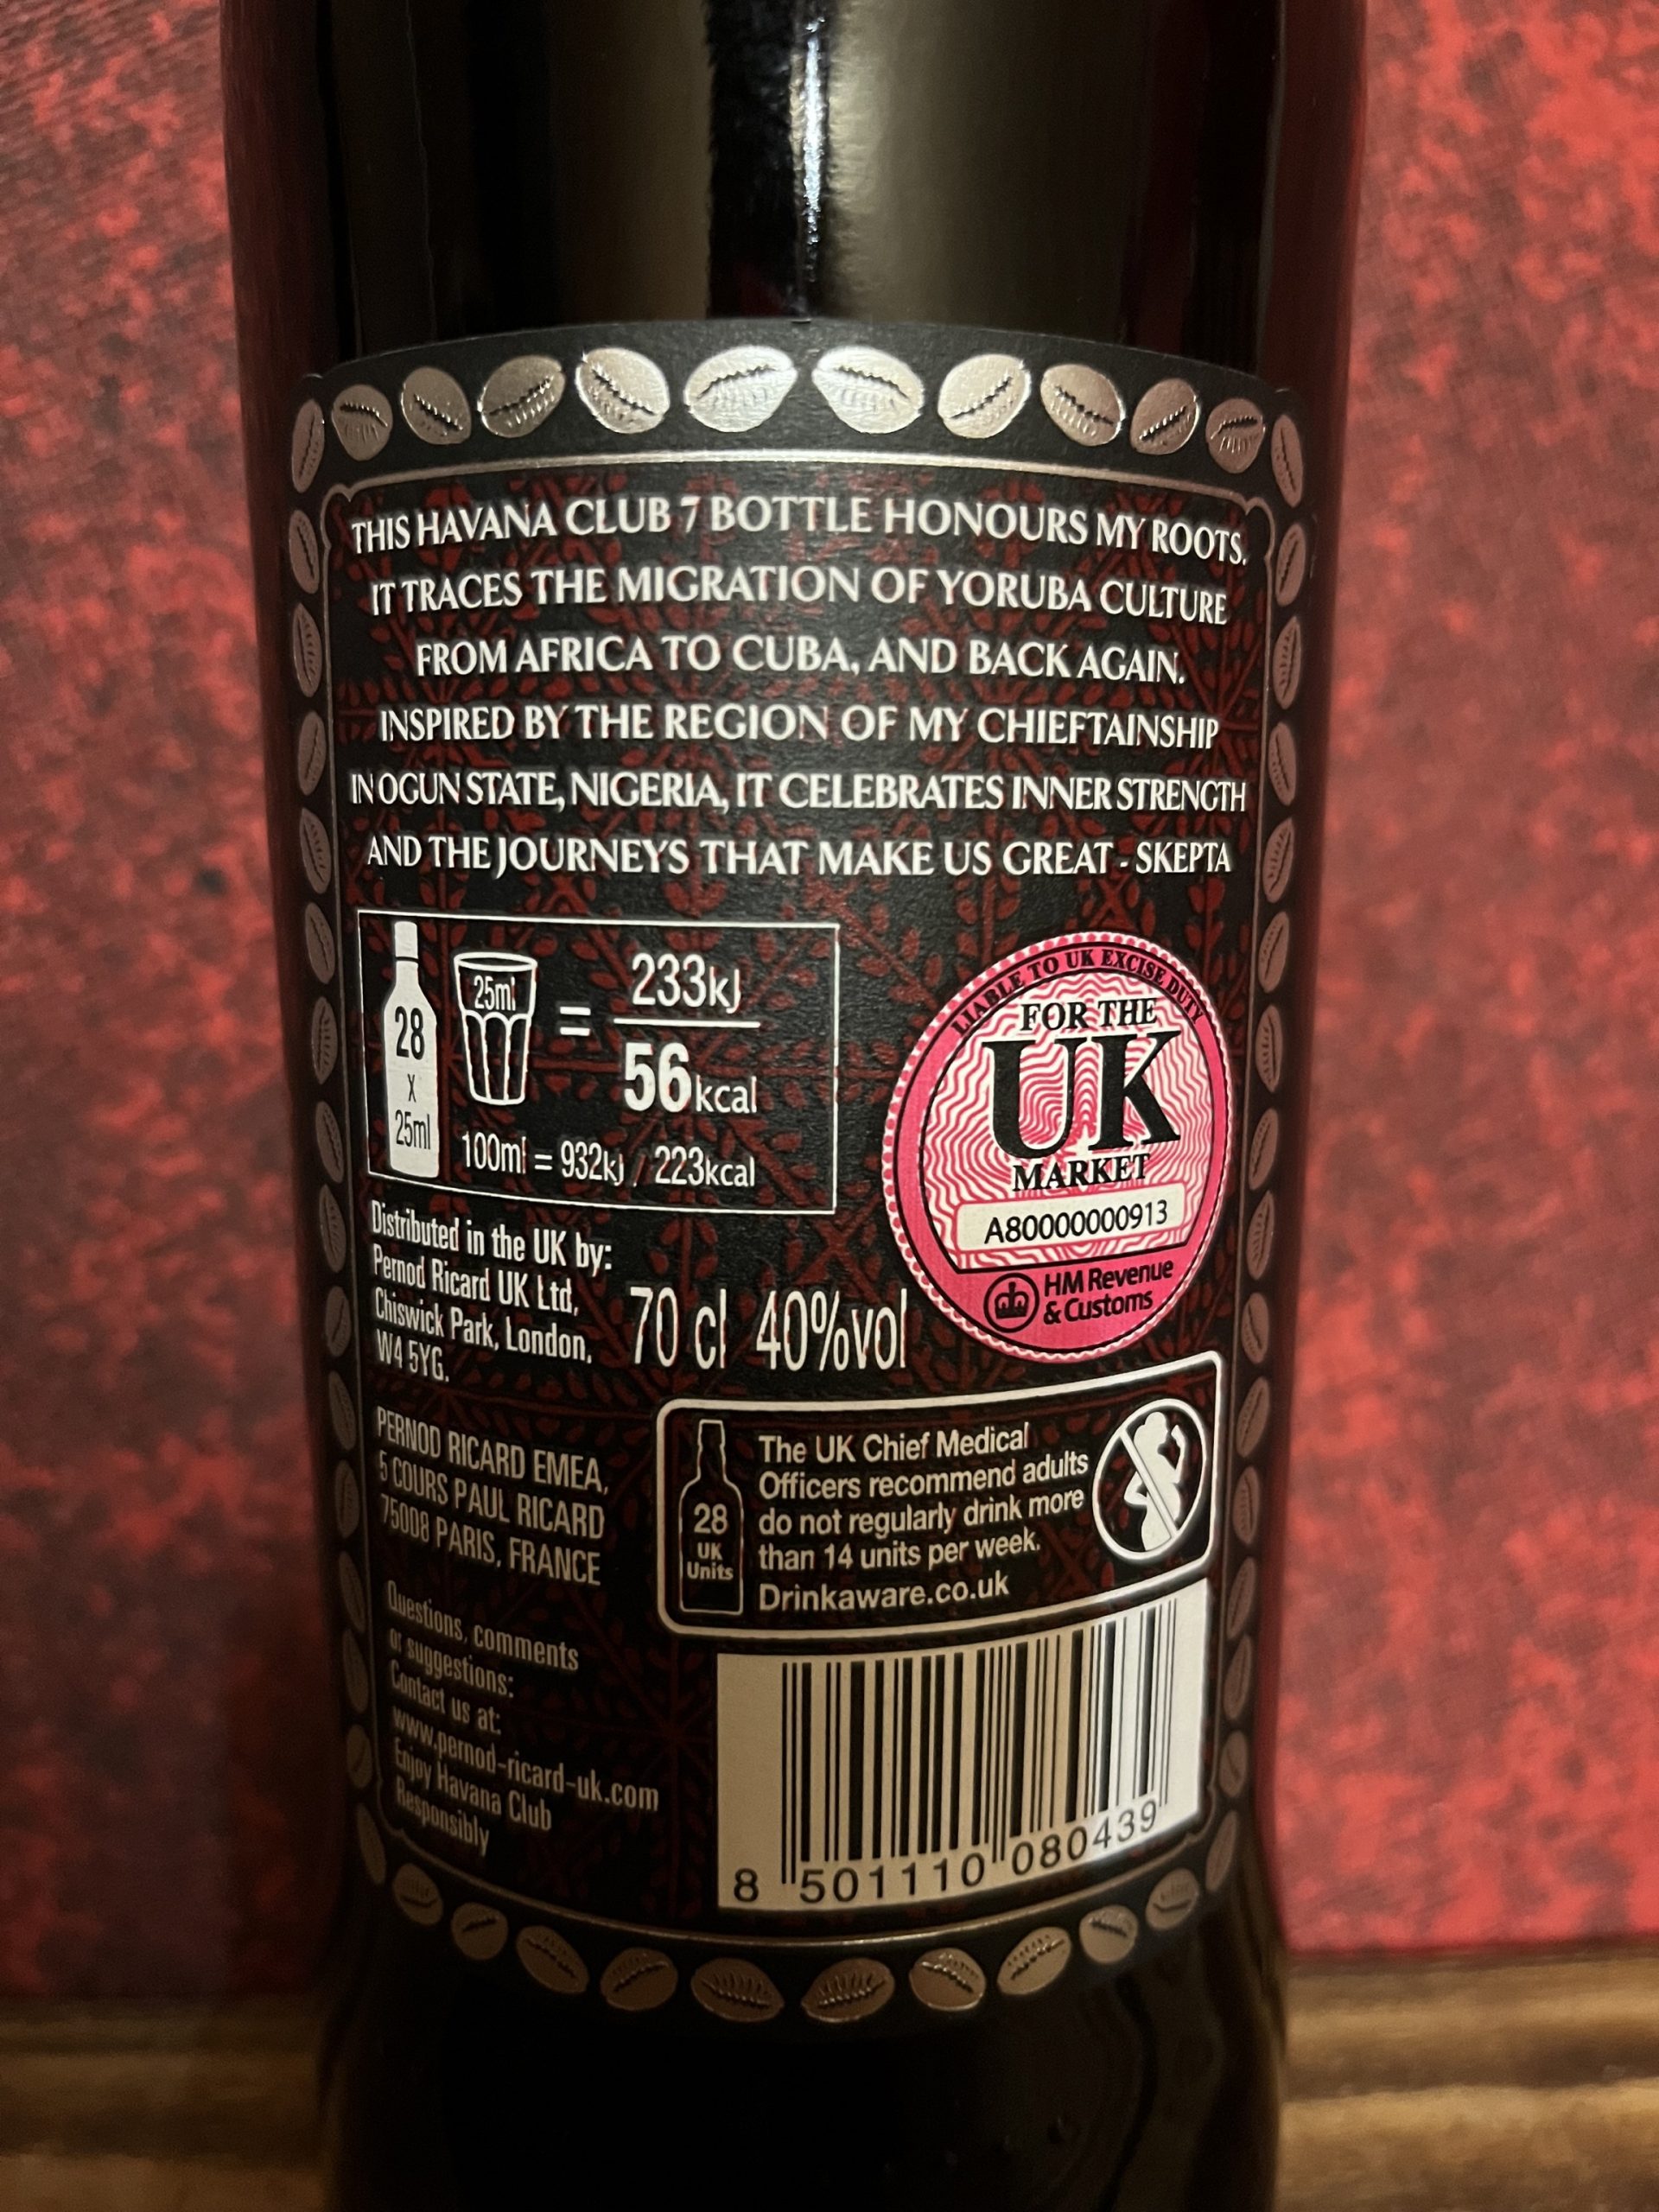 THIS HAVANA CLUB 7 BOTTLE HONOURS MY ROOTS.
IT TRACES THE MIGRATION OF YORUBA CULTURE
FROM AFRICA TO CUBA, AND BACK AGAIN.
INSPIRED BY THE REGION OF MY CHIEFTAINSHIP
IN OGUN STATE, NIGERIA, IT CELEBRATES INNER STRENGTH
AND THE JOURNEYS THAT MAKE US GREAT - SKEPTA
28
x
25ml
25ml
=
233kJ
56kcal
100ml = 932kJ / 223kcal
LIABLE TO UK EXCISE DUTY
FOR THE
UK
MARKET
A80000000913
HM Revenue
& Customs
Distributed in the UK by:
Pernod Ricard UK Ltd,
Chiswick Park, London,
W4 5YG.
70 cl 40%vol
PERNOD RICARD EMEA,
5 COURS PAUL RICARD
75008 PARIS, FRANCE
28
UK
Units
The UK Chief Medical
Officers recommend adults
do not regularly drink more
than 14 units per week.
Drinkaware.co.uk
Questions, comments
or suggestions:
Contact us at:
www.pernod-ricard-uk.com
Enjoy Havana Club
Responsibly
8 501110 080439